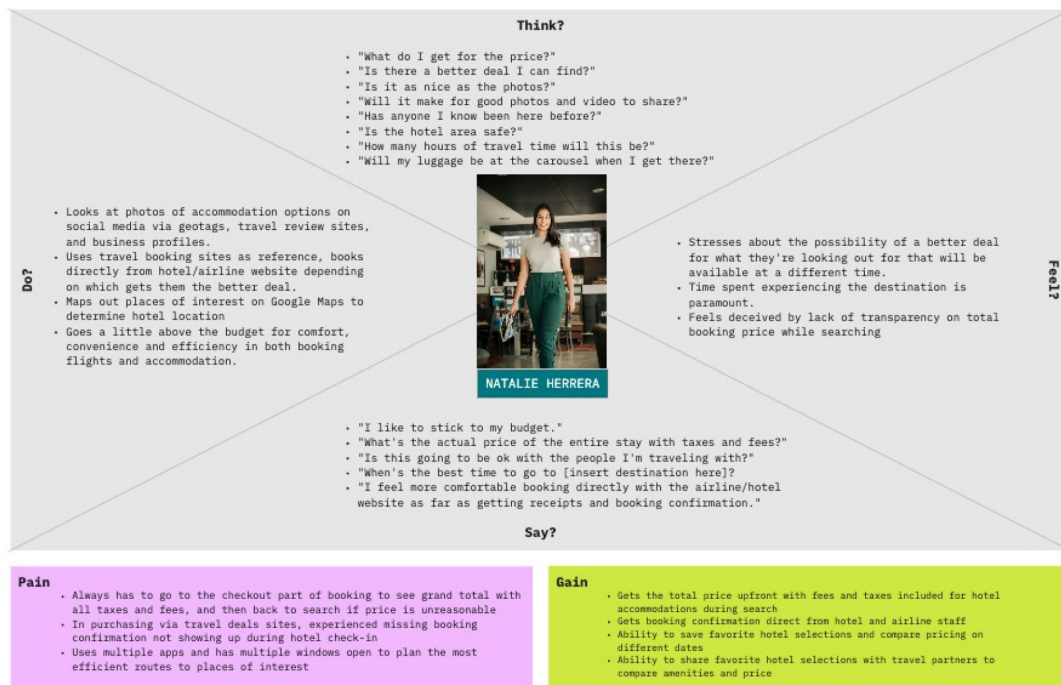 Think?
• "What do I get for the price?"
• "Is there a better deal I can find?"
• "Is it as nice as the photos?"
• "Will it make for good photos and video to share?"
• "Has anyone I know been here before?"
• "Is the hotel area safe?"
• "How many hours of travel time will this be?"
• "Will my luggage be at the carousel when I get there?"
Do?
• Looks at photos of accommodation options on
social media via geotags, travel review sites,
and business profiles.
• Uses travel booking sites as reference, books
directly from hotel/airline website depending
on which gets them the better deal.
• Maps out places of interest on Google Maps to
determine hotel location
• Goes a little above the budget for comfort,
convenience and efficiency in both booking
flights and accommodation.
NATALIE HERRERA
• Stresses about the possibility of a better deal
for what they're looking out for that will be
available at a different time.
• Time spent experiencing the destination is
paramount.
• Feels deceived by lack of transparency on total
booking price while searching
Feel?
• "I like to stick to my budget."
• "What's the actual price of the entire stay with taxes and fees?"
• "Is this going to be ok with the people I'm traveling with?"
• "When's the best time to go to [insert destination here]?
• "I feel more comfortable booking directly with the airline/hotel
website as far as getting receipts and booking confirmation."
Say?
Pain
• Always has to go to the checkout part of booking to see grand total with
all taxes and fees, and then back to search if price is unreasonable
• In purchasing via travel deals sites, experienced missing booking
confirmation not showing up during hotel check-in
• Uses multiple apps and has multiple windows open to plan the most
efficient routes to places of interest
Gain
• Gets the total price upfront with fees and taxes included for hotel
accommodations during search
• Gets booking confirmation direct from hotel and airline staff
• Ability to save favorite hotel selections and compare pricing on
different dates
• Ability to share favorite hotel selections with travel partners to
compare amenities and price